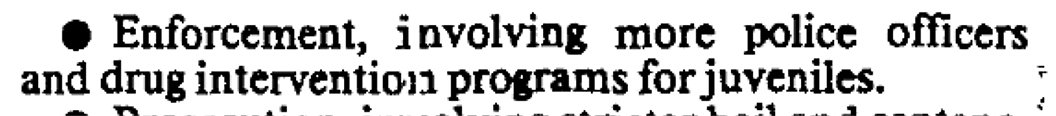 ● Enforcement, involving more police officers
and drug intervention programs for juveniles.